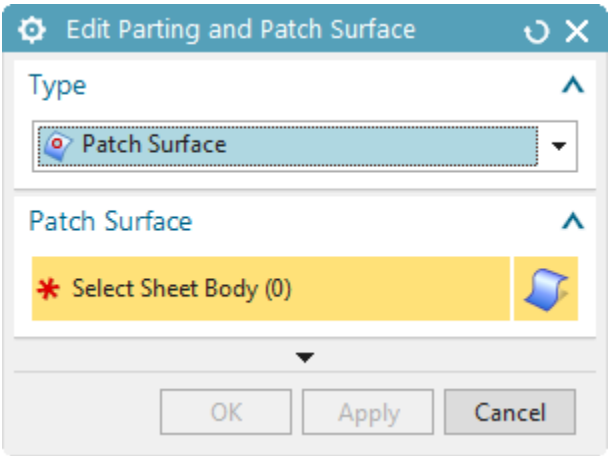 Edit Parting and Patch Surface
Type
Patch Surface
Patch Surface
Select Sheet Body (0)
OK Apply Cancel